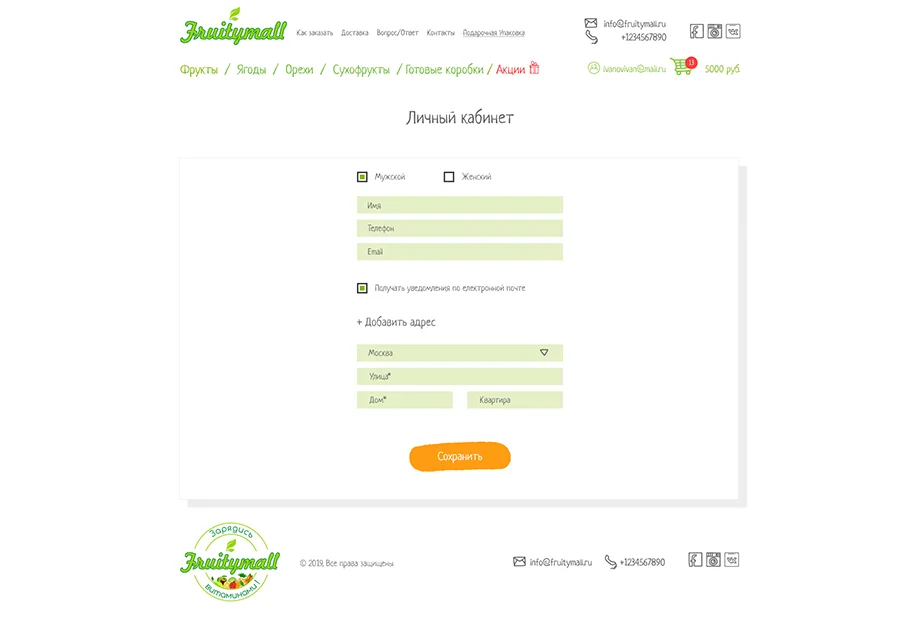 Fruitymall
Как заказать Доставка Вопрос/Ответ Контакты Подарочная Упаковка
info@fruitymall.ru
+1234567890
Фрукты / Ягоды / Орехи / Сухофрукты / Готовые коробки / Акции
ivanovivan@mail.ru 13 5000 руб.
Личный кабинет
Мужской Женский
Имя
Телефон
Email
Получать уведомления по електронной почте
+ Добавить адрес
Москва
Улица*
Дом* Квартира
Сохранить
Зарядись
Fruitymall
витаминами!
© 2019, Все права защищены
info@fruitymall.ru +1234567890